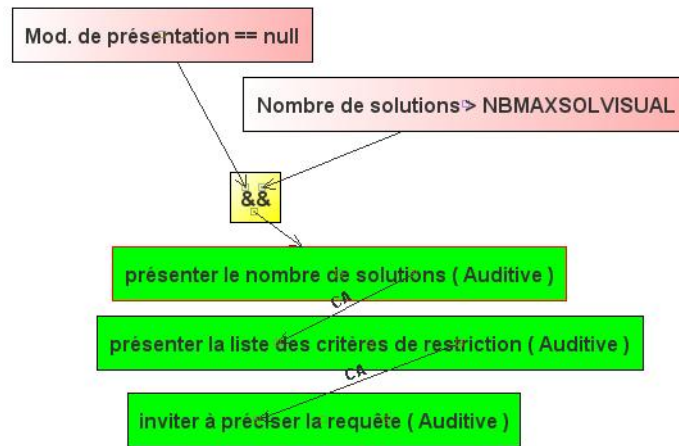 Mod. de présentation == null
Nombre de solutions > NBMAXSOLVISUAL
&&
présenter le nombre de solutions ( Auditive )
CA
présenter la liste des critères de restriction ( Auditive )
CA
inviter à préciser la requête ( Auditive )